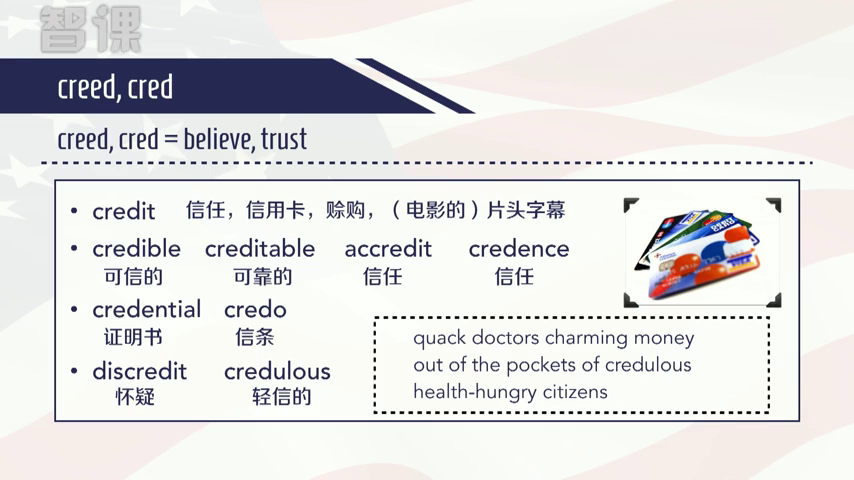 智课
creed, cred
creed, cred = believe, trust
• credit 信任，信用卡，赊购，（电影的）片头字幕
• credible creditable accredit credence
可信的 可靠的 信任 信任
• credential credo
证明书 信条
• discredit credulous
怀疑 轻信的
quack doctors charming money
out of the pockets of credulous
health-hungry citizens